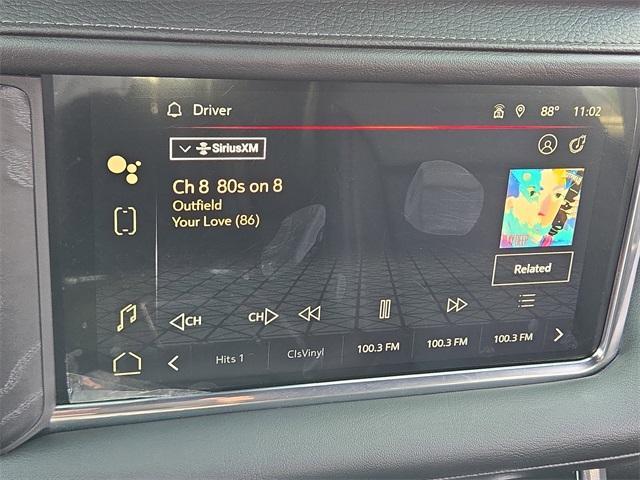 Driver
88° 11:02
SiriusXM
Ch 8 80s on 8
Outfield
Your Love (86)
DEEP
Related
CH CH
Hits 1 ClsVinyl 100.3 FM 100.3 FM 100.3 FM